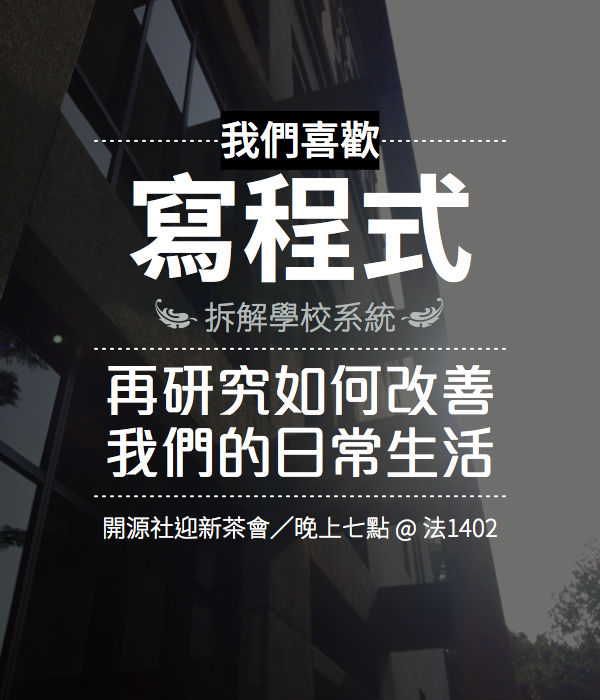 我們喜歡
寫程式
拆解學校系統
再研究如何改善
我們的日常生活
開源社迎新茶會／晚上七點 @ 法1402